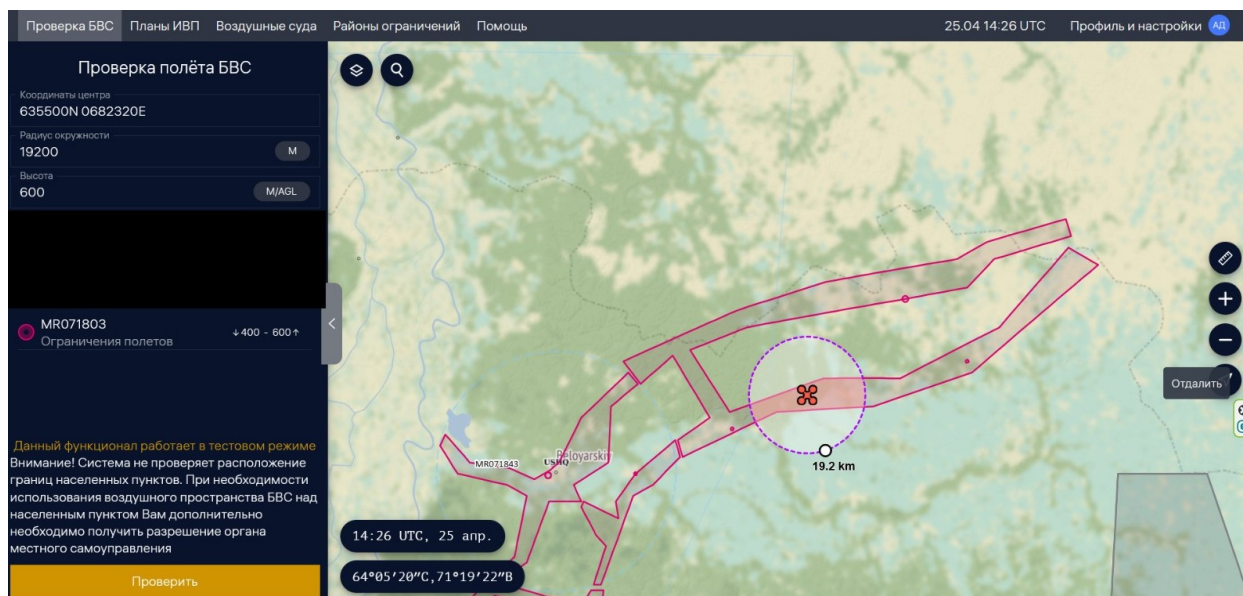 Проверка БВС Планы ИВП Воздушные суда Районы ограничений Помощь 25.04 14:26 UTC Профиль и настройки АД
Проверка полёта БВС
Координаты центра
635500N 0682320E
Радиус окружности
19200 М
Высота
600 M/AGL
MR071803
Ограничения полетов
↓400 - 600↑
Данный функционал работает в тестовом режиме
Внимание! Система не проверяет расположение
границ населенных пунктов. При необходимости
использования воздушного пространства БВС над
населенным пунктом Вам дополнительно
необходимо получить разрешение органа
местного самоуправления
Проверить
Отдалить
19.2 km
Beloyarskiy
MR071843
USHQ
14:26 UTC, 25 апр.
64°05′20″С,71°19′22″В